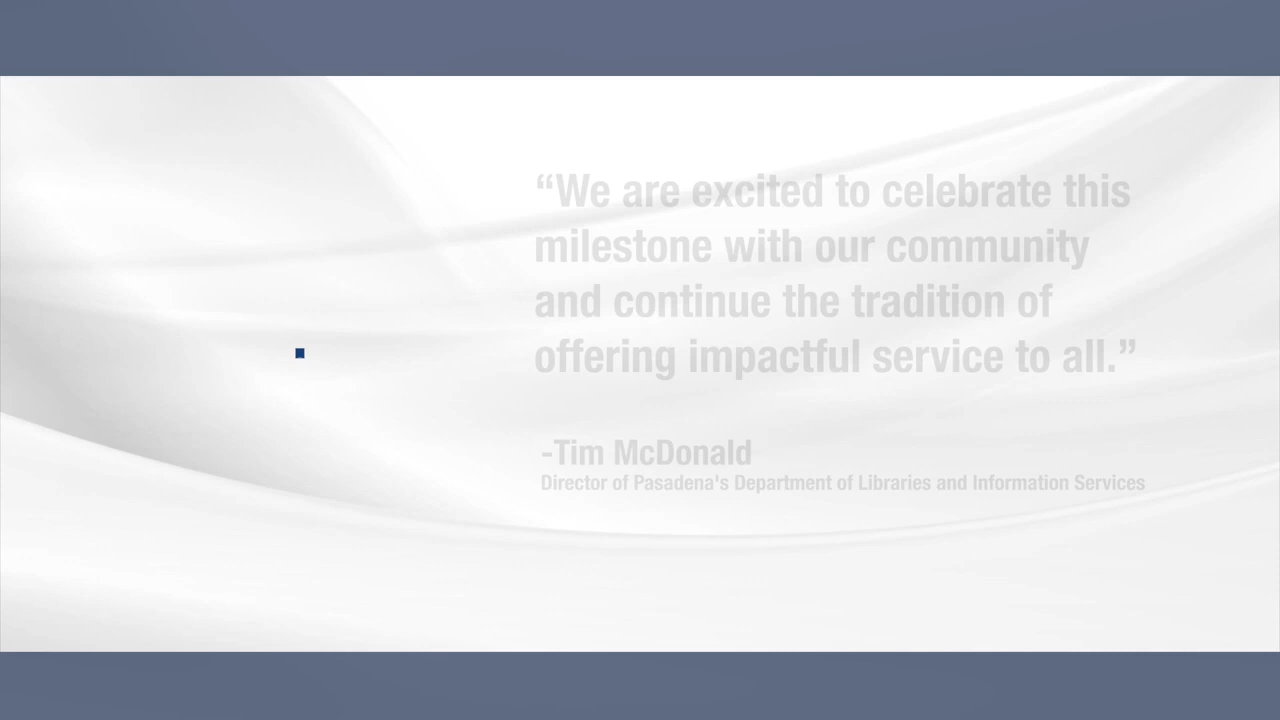 “We are excited to celebrate this
milestone with our community
and continue the tradition of
offering impactful service to all.”
-Tim McDonald
Director of Pasadena's Department of Libraries and Information Services